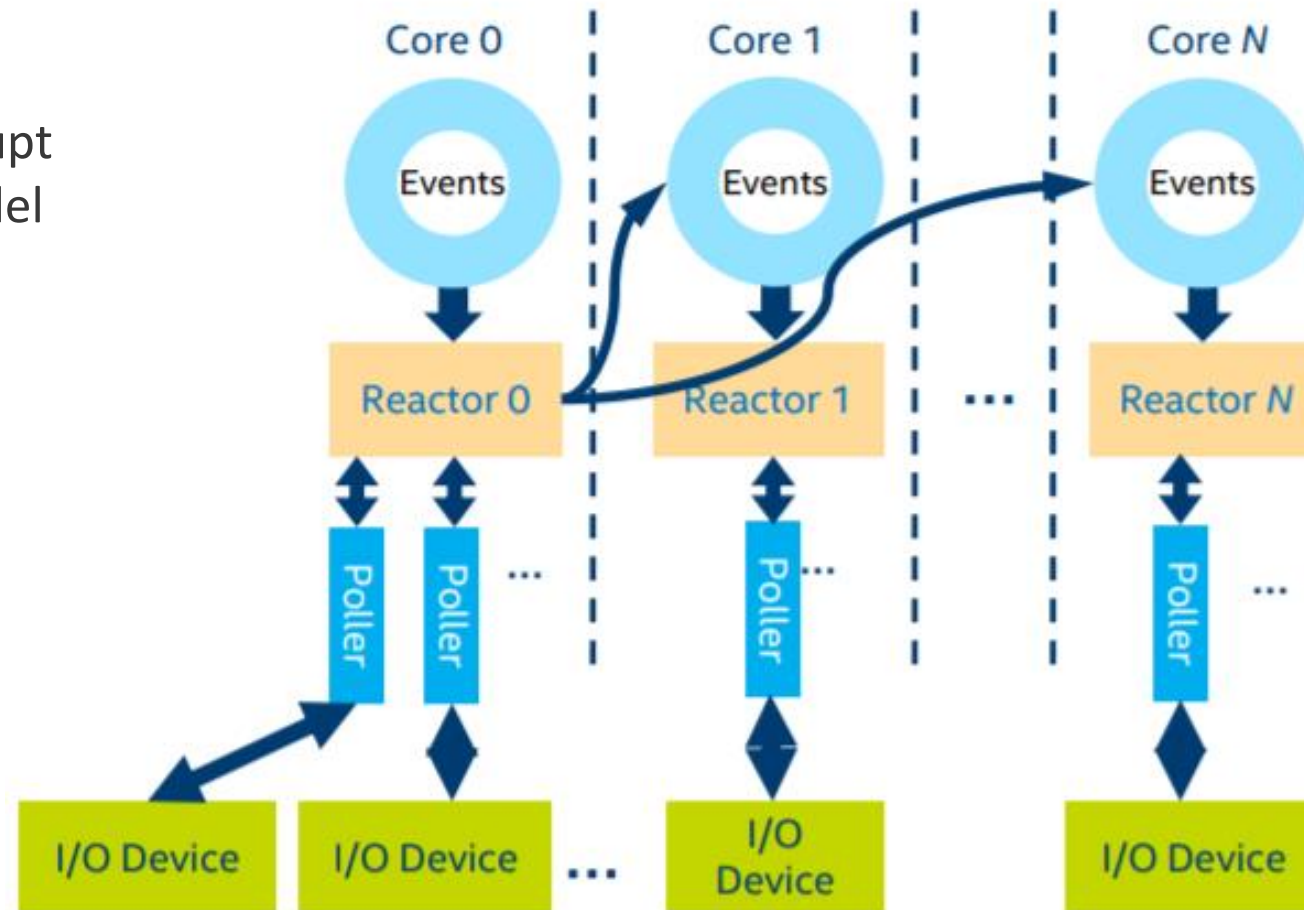 Core 0
Core 1
Core N
upt
del
Events
Events
Events
Reactor 0
Reactor 1
...
Reactor N
Poller
Poller
...
Poller
...
Poller
...
I/O Device
I/O Device
...
I/O
Device
I/O Device